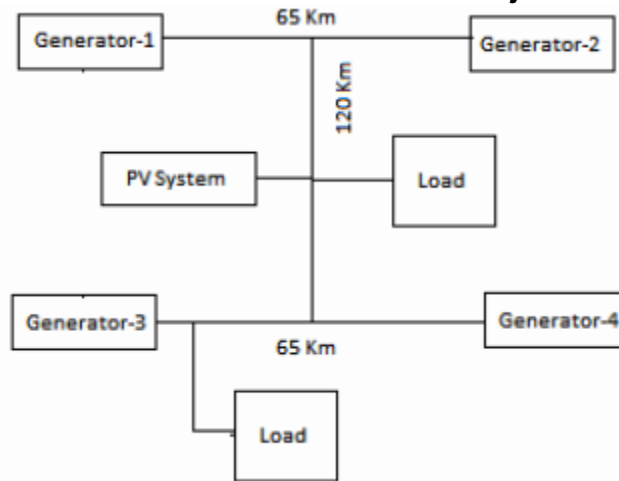 65 Km
Generator-1
Generator-2
120 Km
PV System
Load
Generator-3
Generator-4
65 Km
Load